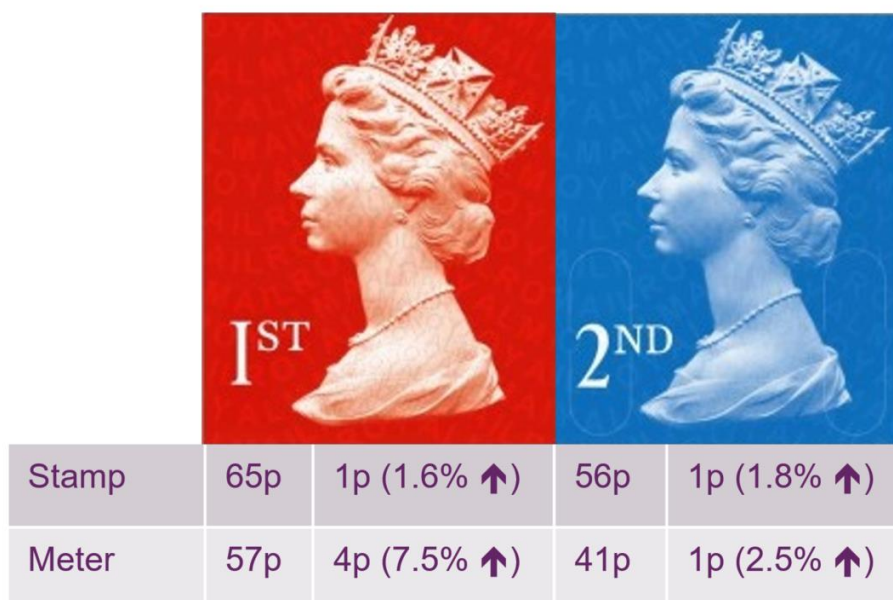 1ST 2ND
Stamp 65p 1p (1.6% ↑) 56p 1p (1.8% ↑)
Meter 57p 4p (7.5% ↑) 41p 1p (2.5% ↑)